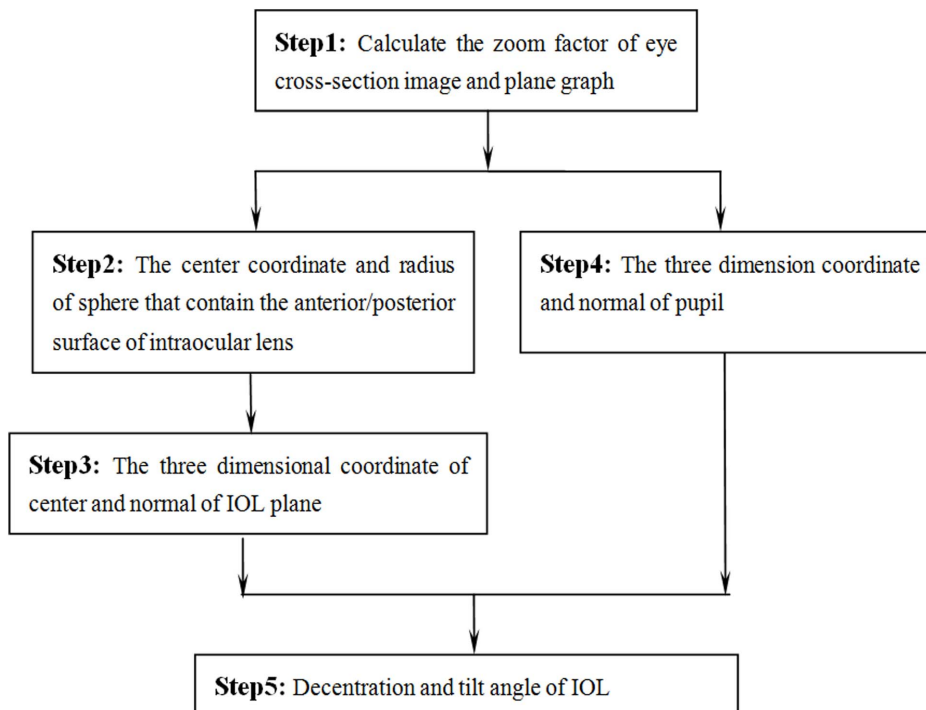 Step1: Calculate the zoom factor of eye
cross-section image and plane graph
Step2: The center coordinate and radius
of sphere that contain the anterior/posterior
surface of intraocular lens
Step4: The three dimension coordinate
and normal of pupil
Step3: The three dimensional coordinate of
center and normal of IOL plane
Step5: Decentration and tilt angle of IOL